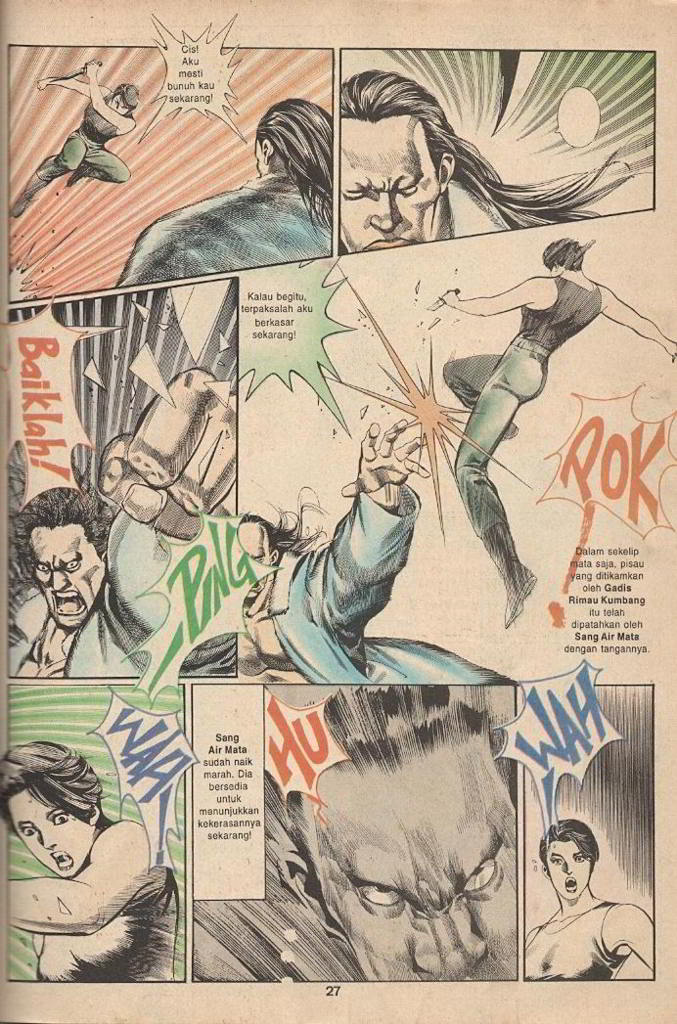 Cis!
Aku
mesti
bunuh kau
sekarang!
Baiklah!
Kalau begitu,
terpaksalah aku
berkasar
sekarang!
POK!
PING
Dalam sekelip
mata saja, pisau
yang ditikamkan
oleh Gadis
Rimau Kumbang
itu telah
dipatahkan oleh
Sang Air Mata
dengan tangannya.
WAH!
Sang
Air Mata
sudah naik
marah. Dia
bersedia
untuk
menunjukkan
kekerasannya
sekarang!
HU
WAH!
27